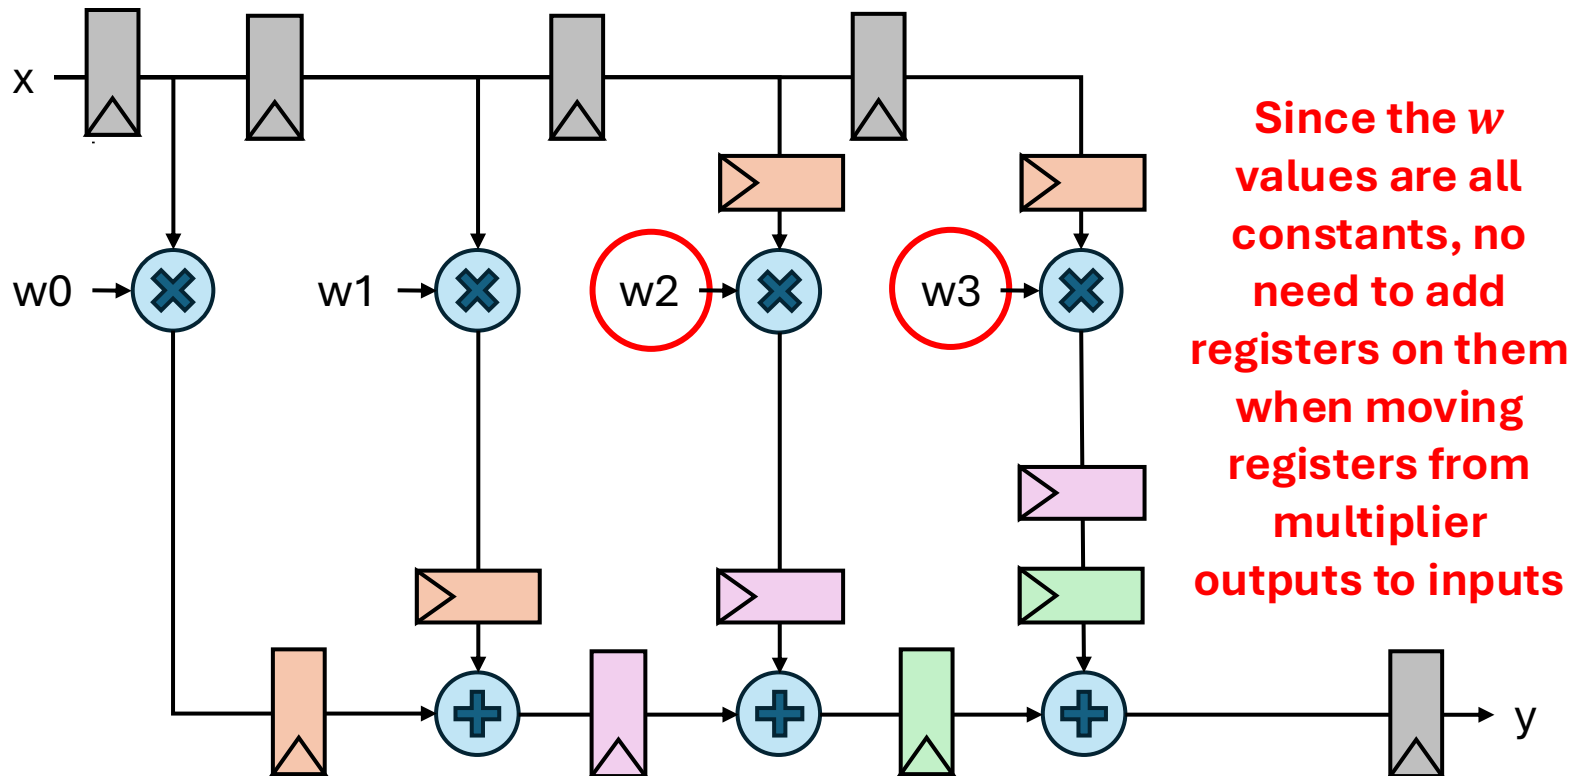 x
w0
w1
w2
w3
y
Since the w
values are all
constants, no
need to add
registers on them
when moving
registers from
multiplier
outputs to inputs